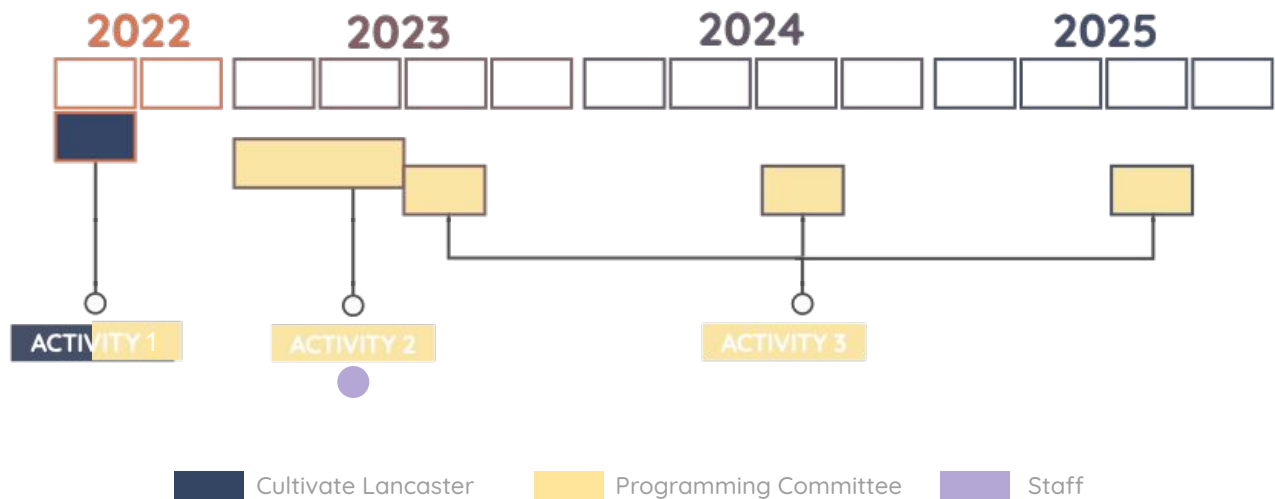 2022 2023 2024 2025
ACTIVITY 1 ACTIVITY 2 ACTIVITY 3
Cultivate Lancaster Programming Committee Staff